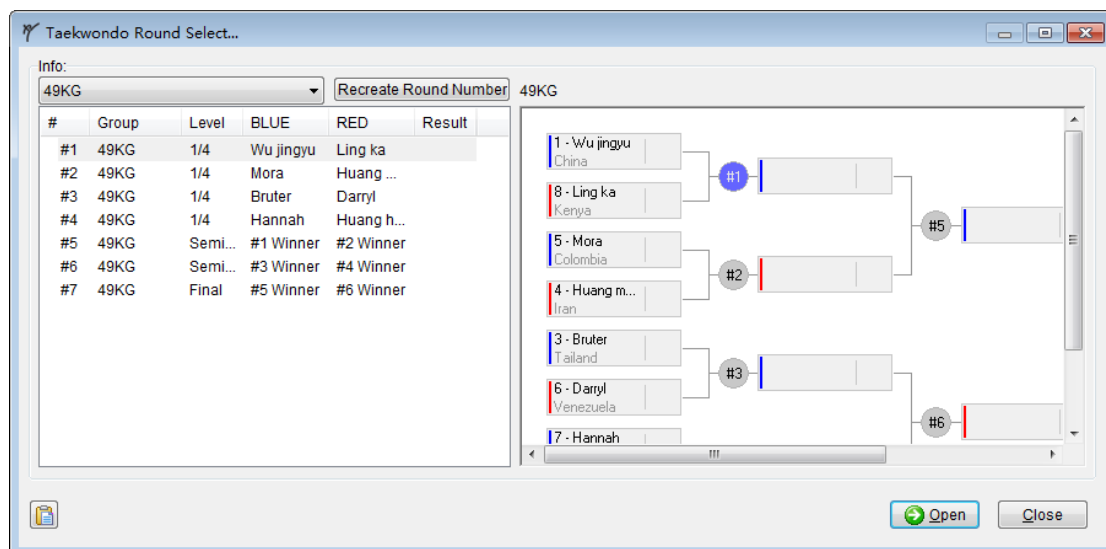 Taekwondo Round Select...
Info:
49KG Recreate Round Number 49KG
# Group Level BLUE RED Result
#1 49KG 1/4 Wu jingyu Ling ka
#2 49KG 1/4 Mora Huang ...
#3 49KG 1/4 Bruter Darryl
#4 49KG 1/4 Hannah Huang h...
#5 49KG Semi... #1 Winner #2 Winner
#6 49KG Semi... #3 Winner #4 Winner
#7 49KG Final #5 Winner #6 Winner
1 - Wu jingyu
China
#1
8 - Ling ka
Kenya
#5
5 - Mora
Colombia
#2
4 - Huang m...
Iran
3 - Bruter
Tailand
#3
6 - Darryl
Venezuela
#6
7 - Hannah
Open Close